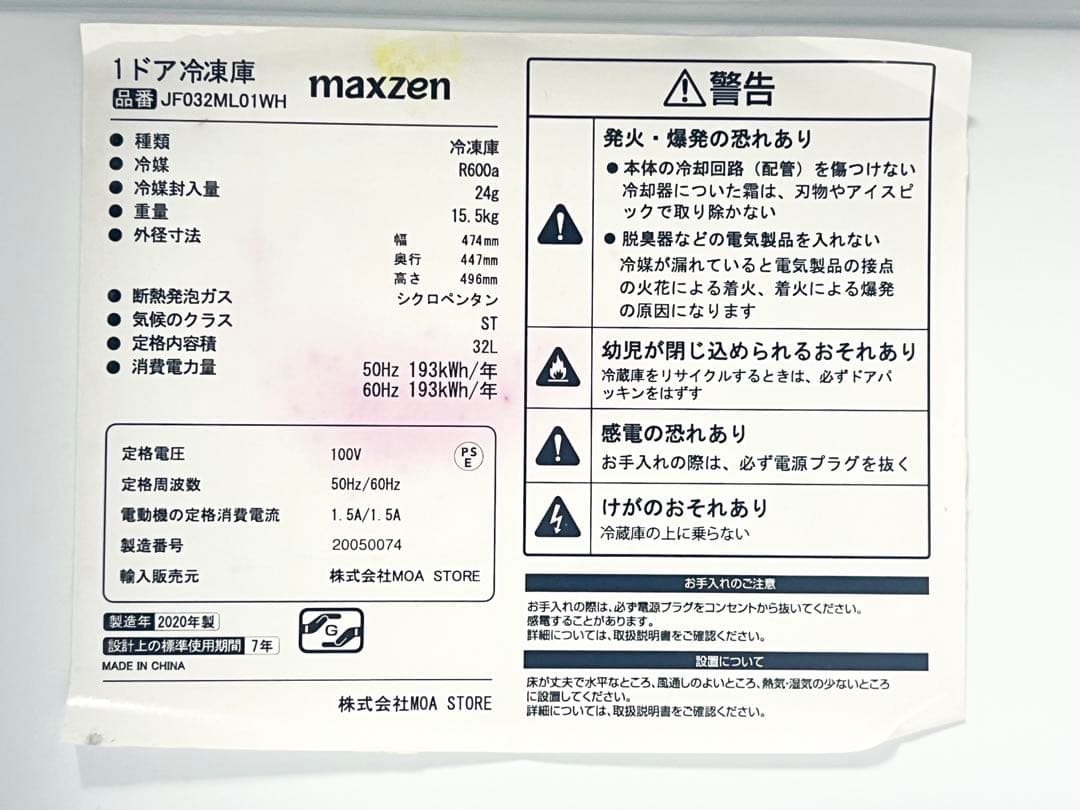 1ドア冷凍庫
maxzen
品番 JF032ML01WH
● 種類 冷凍庫
● 冷媒 R600a
● 冷媒封入量 24g
● 重量 15.5kg
● 外径寸法 幅 474mm
奥行 447mm
高さ 496mm
● 断熱発泡ガス シクロペンタン
● 気候のクラス ST
● 定格内容積 32L
● 消費電力量 50Hz 193kWh/年
60Hz 193kWh/年
定格電圧 100V
PS
E
定格周波数 50Hz/60Hz
電動機の定格消費電流 1.5A/1.5A
製造番号 20050074
輸入販売元 株式会社MOA STORE
製造年 2020年製
設計上の標準使用期間 7年
G
MADE IN CHINA
株式会社MOA STORE
警告
発火・爆発の恐れあり
●本体の冷却回路（配管）を傷つけない
冷却器についた霜は、刃物やアイスピ
ックで取り除かない
● 脱臭器などの電気製品を入れない
冷媒が漏れていると電気製品の接点
の火花による着火、着火による爆発
の原因になります
幼児が閉じ込められるおそれあり
冷蔵庫をリサイクルするときは、必ずドアパ
ッキンをはずす
感電の恐れあり
お手入れの際は、必ず電源プラグを抜く
けがのおそれあり
冷蔵庫の上に乗らない
お手入れのご注意
お手入れの際は、必ず電源プラグをコンセントから抜いてください。
感電することがあります。
詳細については、取扱説明書をご確認ください。
設置について
床が丈夫で水平なところ、風通しのよいところ、熱気・湿気の少ないところ
に設置してください。
詳細については、取扱説明書をご確認ください。